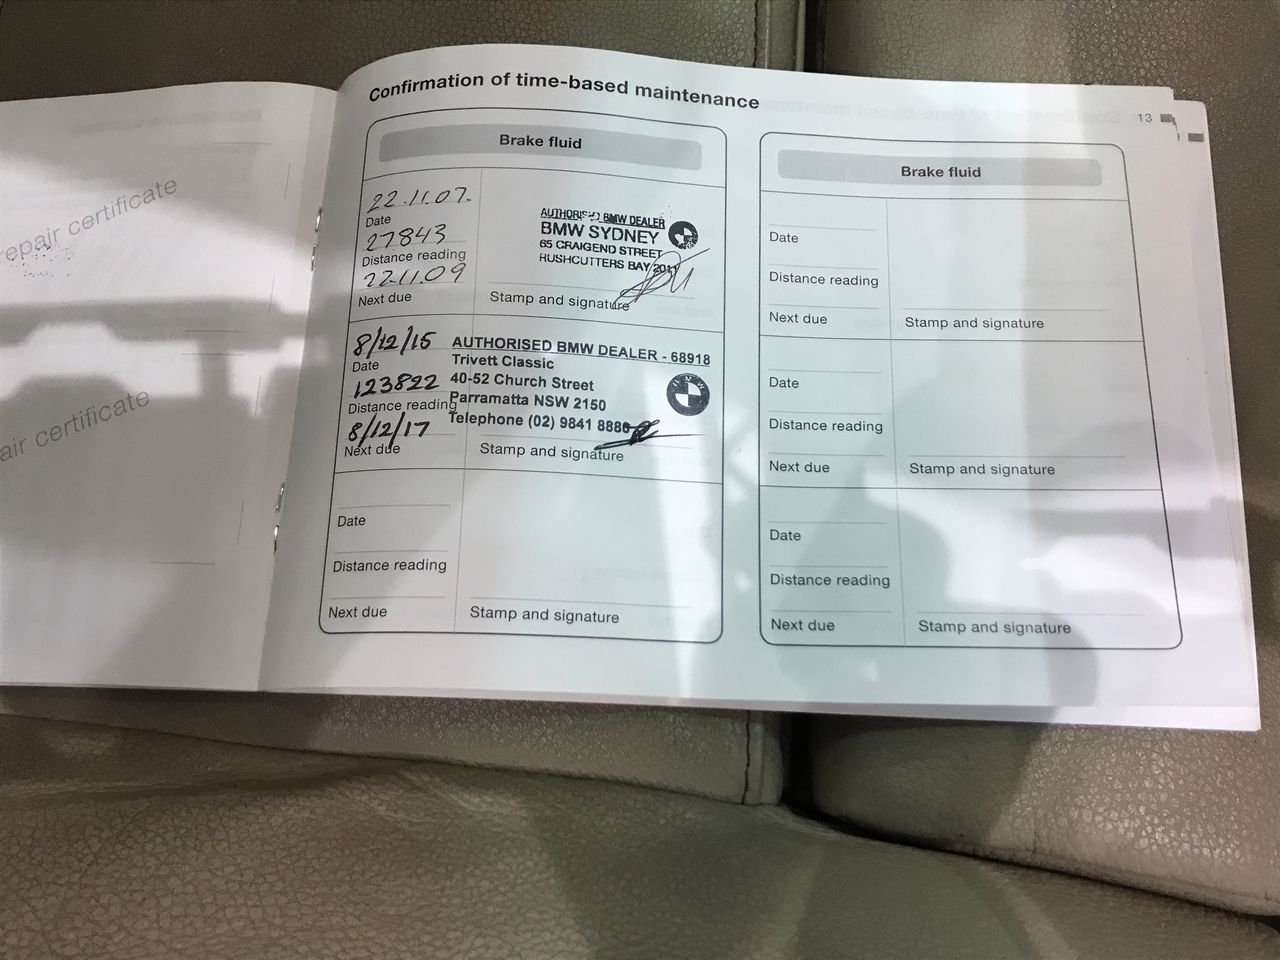 repair certificate
air certificate
Confirmation of time-based maintenance
13
Brake fluid
22.11.07.
Date
27843
Distance reading
22.11.09
Next due
AUTHORISED BMW DEALER
BMW SYDNEY
65 CRAIGEND STREET
RUSHCUTTERS BAY 2011
Stamp and signature
8/12/15
Date
123822
Distance reading
8/12/17
Next due
AUTHORISED BMW DEALER - 68918
Trivett Classic
40-52 Church Street
Parramatta NSW 2150
Telephone (02) 9841 8880
BMW
Stamp and signature
Date
Distance reading
Next due
Stamp and signature
Brake fluid
Date
Distance reading
Next due
Stamp and signature
Date
Distance reading
Next due
Stamp and signature
Date
Distance reading
Next due
Stamp and signature